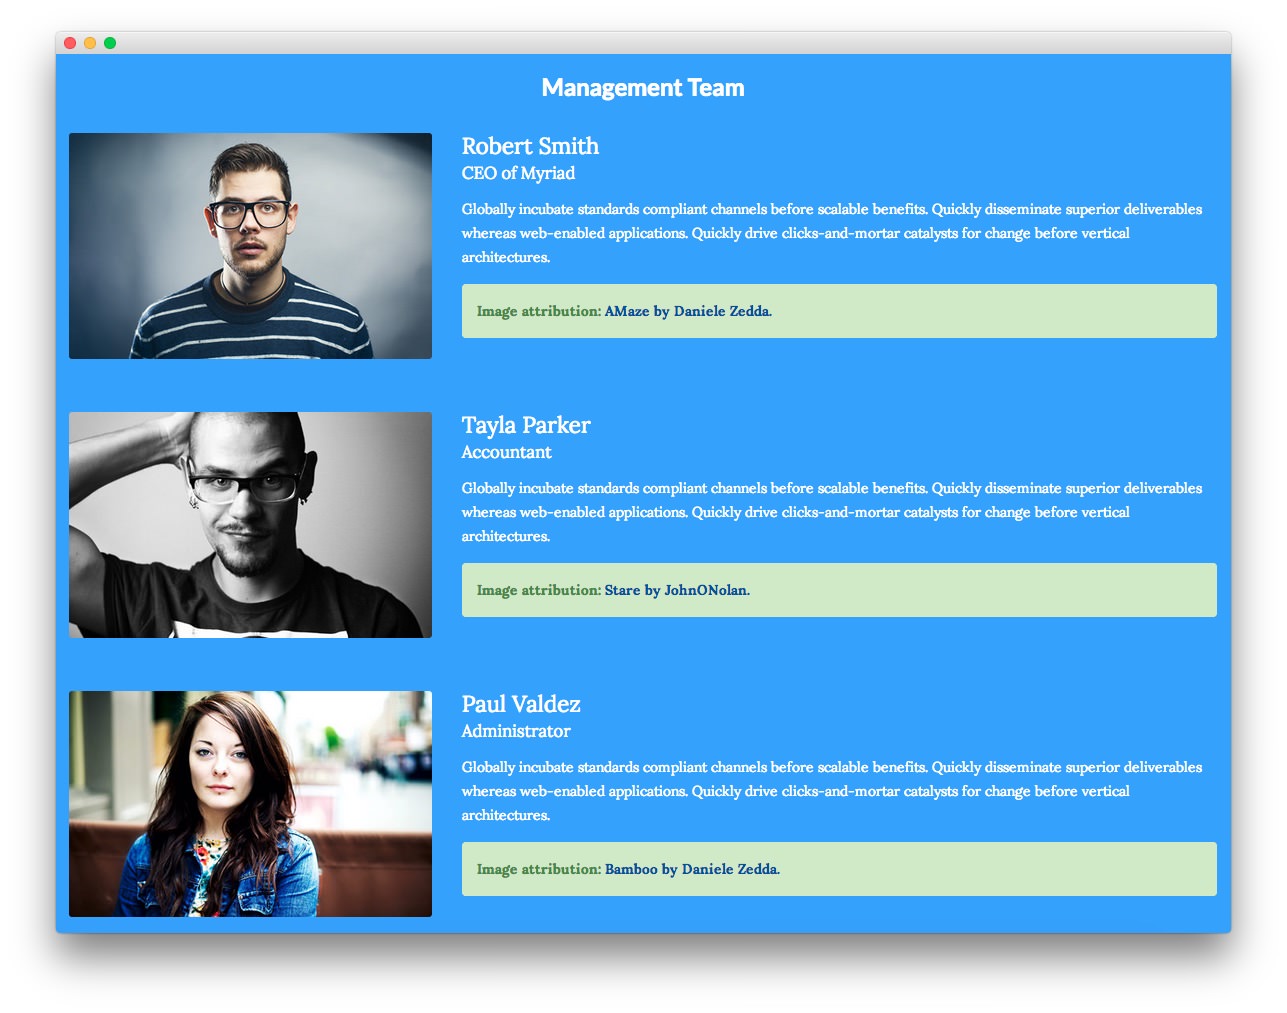 Management Team
Robert Smith
CEO of Myriad
Globally incubate standards compliant channels before scalable benefits. Quickly disseminate superior deliverables
whereas web-enabled applications. Quickly drive clicks-and-mortar catalysts for change before vertical
architectures.
Image attribution: AMaze by Daniele Zedda.
Tayla Parker
Accountant
Globally incubate standards compliant channels before scalable benefits. Quickly disseminate superior deliverables
whereas web-enabled applications. Quickly drive clicks-and-mortar catalysts for change before vertical
architectures.
Image attribution: Stare by JohnONolan.
Paul Valdez
Administrator
Globally incubate standards compliant channels before scalable benefits. Quickly disseminate superior deliverables
whereas web-enabled applications. Quickly drive clicks-and-mortar catalysts for change before vertical
architectures.
Image attribution: Bamboo by Daniele Zedda.